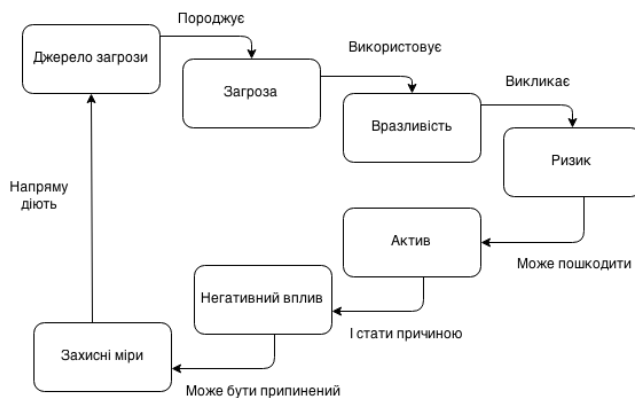 Породжує
Джерело загрози
Використовує
Загроза
Викликає
Вразливість
Ризик
Напряму
діють
Актив
Може пошкодити
Негативний вплив
І стати причиною
Захисні міри
Може бути припинений